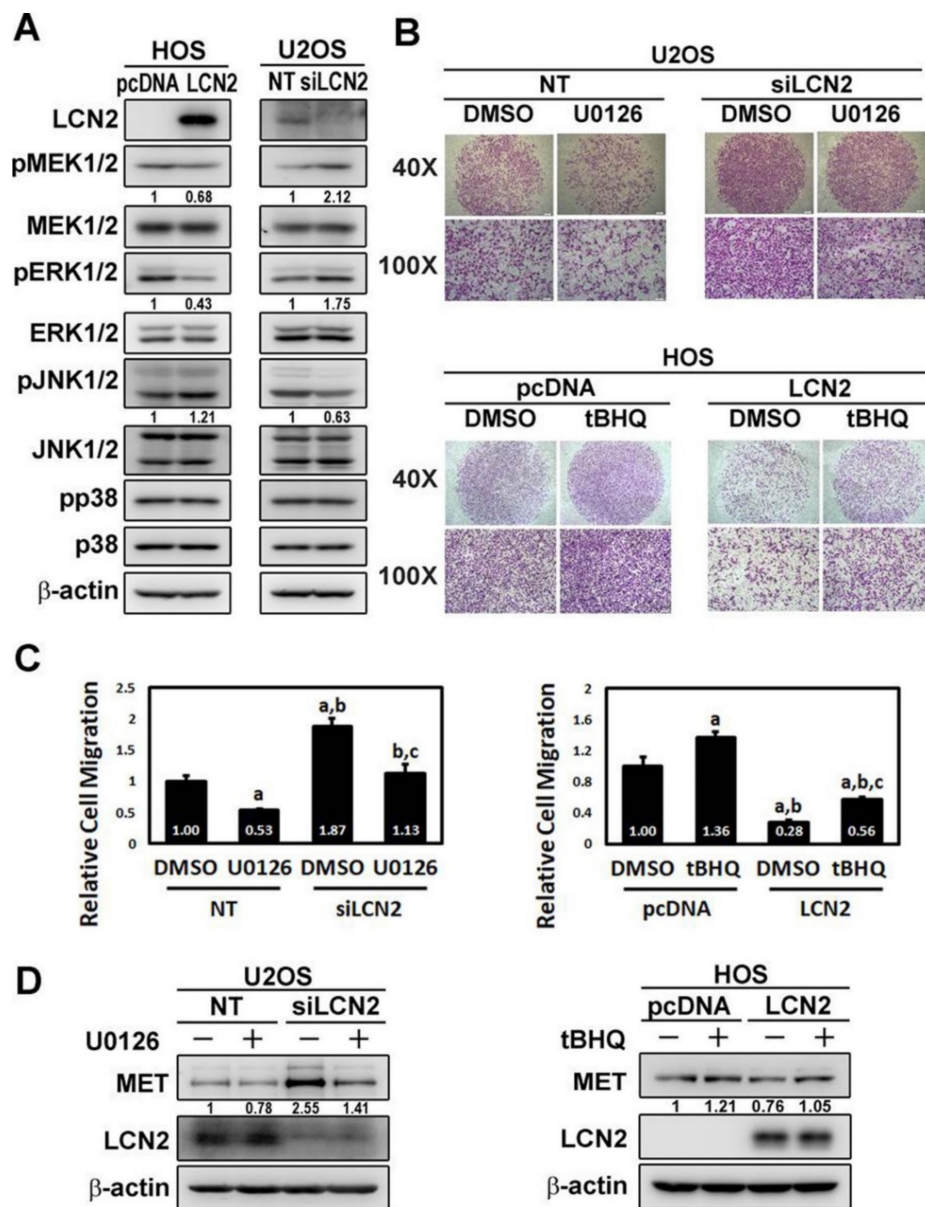 A
HOS U2OS
pcDNA LCN2 NT siLCN2
LCN2
pMEK1/2
1 0.68 1 2.12
MEK1/2
pERK1/2
1 0.43 1 1.75
ERK1/2
pJNK1/2
1 1.21 1 0.63
JNK1/2
pp38
p38
β-actin
B
U2OS
NT siLCN2
DMSO U0126 DMSO U0126
40X
100X
HOS
pcDNA LCN2
DMSO tBHQ DMSO tBHQ
40X
100X
C
Relative Cell Migration
2.5
2
1.5
1
0.5
0
a
a,b
b,c
1.00 0.53 1.87 1.13
DMSO U0126 DMSO U0126
NT siLCN2
Relative Cell Migration
2
1.6
1.2
0.8
0.4
0
a
a,b
a,b,c
1.00 1.36 0.28 0.56
DMSO tBHQ DMSO tBHQ
pcDNA LCN2
D
U2OS
NT siLCN2
U0126 − + − +
MET
1 0.78 2.55 1.41
LCN2
β-actin
HOS
pcDNA LCN2
tBHQ − + − +
MET
1 1.21 0.76 1.05
LCN2
β-actin